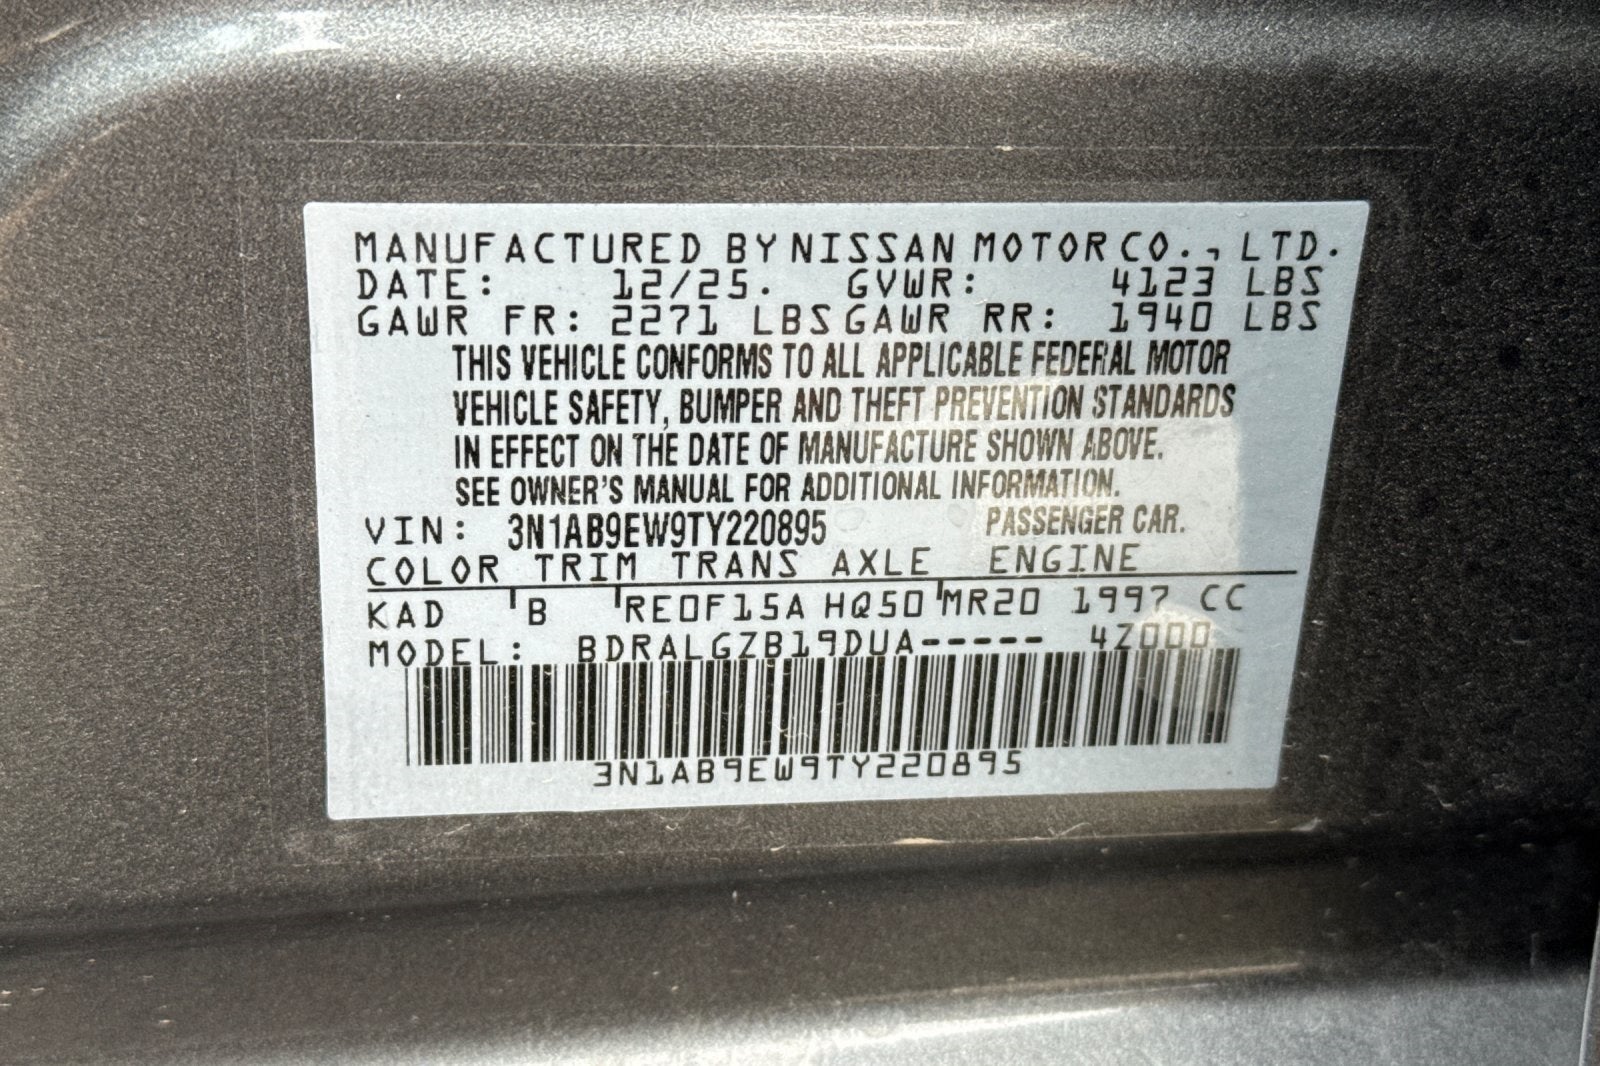 MANUFACTURED BY NISSAN MOTOR CO., LTD.
DATE: 12/25. GVWR: 4123 LBS
GAWR FR: 2271 LBS GAWR RR: 1940 LBS
THIS VEHICLE CONFORMS TO ALL APPLICABLE FEDERAL MOTOR
VEHICLE SAFETY, BUMPER AND THEFT PREVENTION STANDARDS
IN EFFECT ON THE DATE OF MANUFACTURE SHOWN ABOVE.
SEE OWNER'S MANUAL FOR ADDITIONAL INFORMATION.
VIN: 3N1AB9EW9TY220895 PASSENGER CAR.
COLOR TRIM TRANS AXLE ENGINE
KAD B RE0F15A HQ50 MR20 1997 CC
MODEL: BDRALGZB19DUA----- 4Z000
3N1AB9EW9TY220895